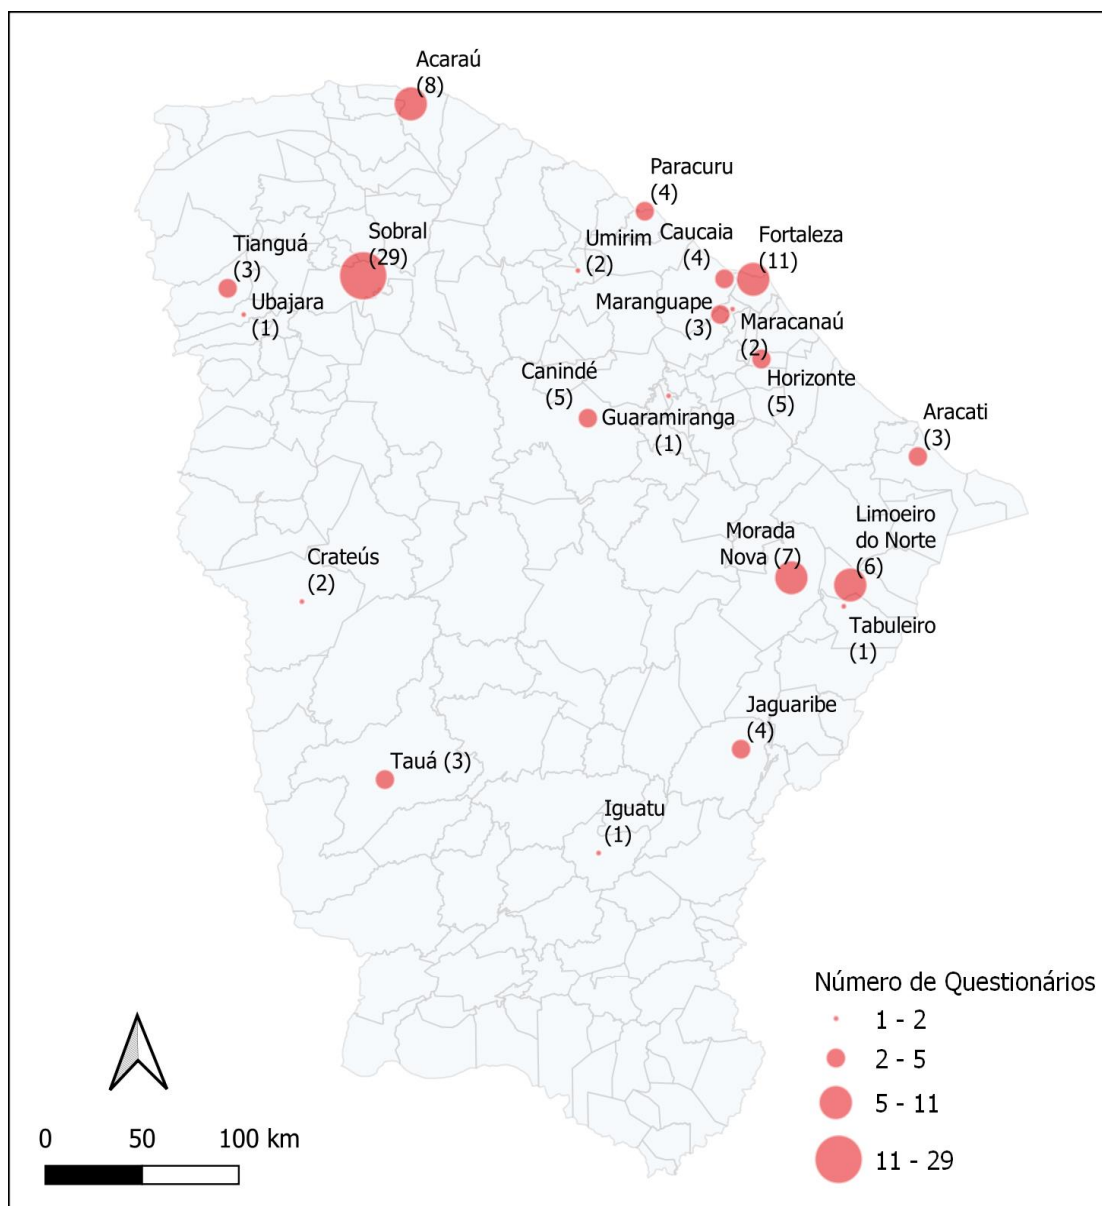 Acaraú
(8)
Paracuru
(4)
Umirim
(2)
Caucaia
(4)
Fortaleza
(11)
Tianguá
(3)
Sobral
(29)
Ubajara
(1)
Maranguape
(3)
Maracanaú
(2)
Horizonte
(5)
Canindé
(5)
Guaramiranga
(1)
Aracati
(3)
Morada
Nova (7)
Limoeiro
do Norte
(6)
Crateús
(2)
Tabuleiro
(1)
Jaguaribe
(4)
Tauá (3)
Iguatu
(1)
Número de Questionários
1 - 2
2 - 5
5 - 11
11 - 29
0 50 100 km